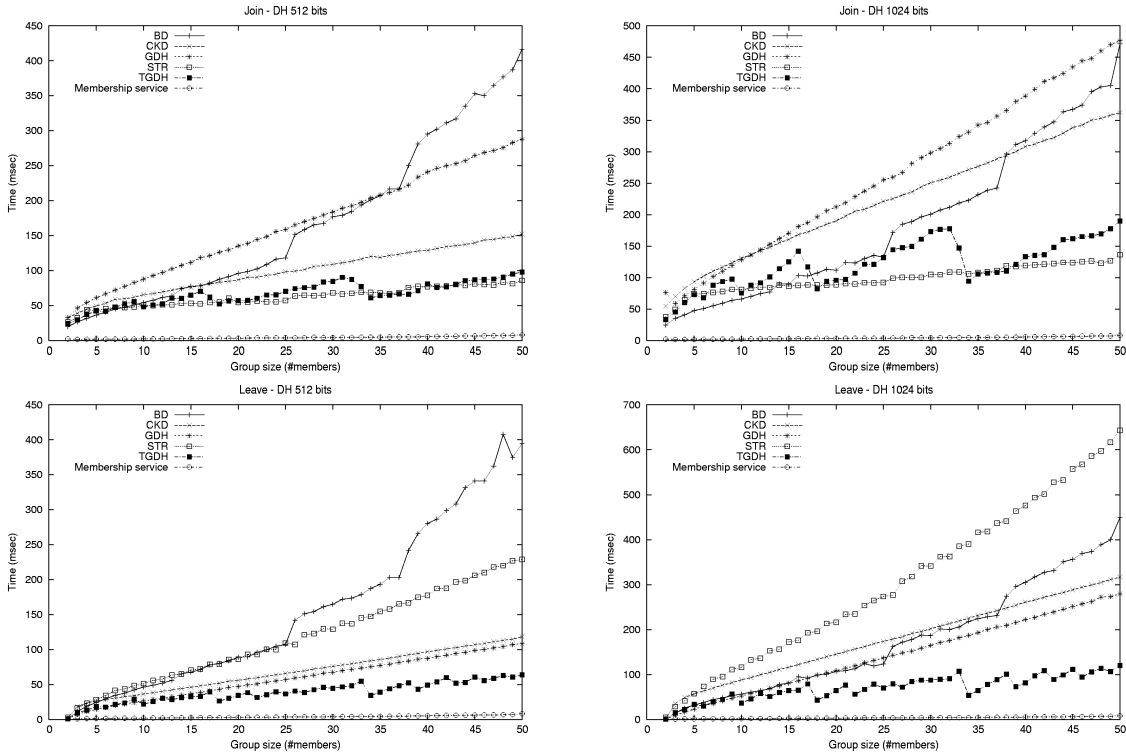 Join - DH 512 bits
Time (msec)
450
400
350
300
250
200
150
100
50
0
BD
CKD
GDH
STR
TGDH
Membership service
0 5 10 15 20 25 30 35 40 45 50
Group size (#members)
Join - DH 1024 bits
Time (msec)
500
450
400
350
300
250
200
150
100
50
0
BD
CKD
GDH
STR
TGDH
Membership service
0 5 10 15 20 25 30 35 40 45 50
Group size (#members)
Leave - DH 512 bits
Time (msec)
450
400
350
300
250
200
150
100
50
0
BD
CKD
GDH
STR
TGDH
Membership service
0 5 10 15 20 25 30 35 40 45 50
Group size (#members)
Leave - DH 1024 bits
Time (msec)
700
600
500
400
300
200
100
0
BD
CKD
GDH
STR
TGDH
Membership service
0 5 10 15 20 25 30 35 40 45 50
Group size (#members)